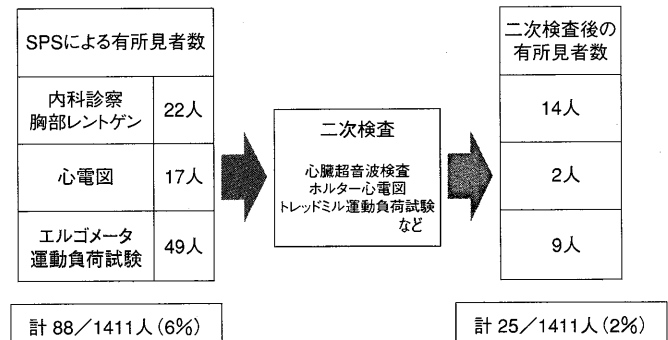 SPSによる有所見者数
内科診察
胸部レントゲン
22人
心電図
17人
エルゴメータ
運動負荷試験
49人
計 88／1411人（6%）
二次検査
心臓超音波検査
ホルター心電図
トレッドミル運動負荷試験
など
二次検査後の
有所見者数
14人
2人
9人
計 25／1411人（2%）